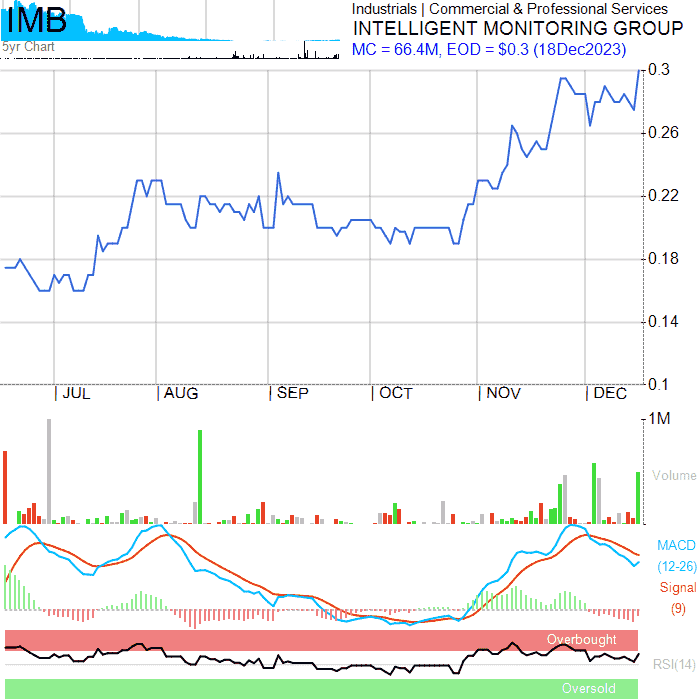 IMB
5yr Chart
Industrials | Commercial & Professional Services
INTELLIGENT MONITORING GROUP
MC = 66.4M, EOD = $0.3 (18Dec2023)
0.3
0.26
0.22
0.18
0.14
0.1
| JUL | AUG | SEP | OCT | NOV | DEC
1M
Volume
MACD
(12-26)
Signal
(9)
Overbought
RSI(14)
Oversold